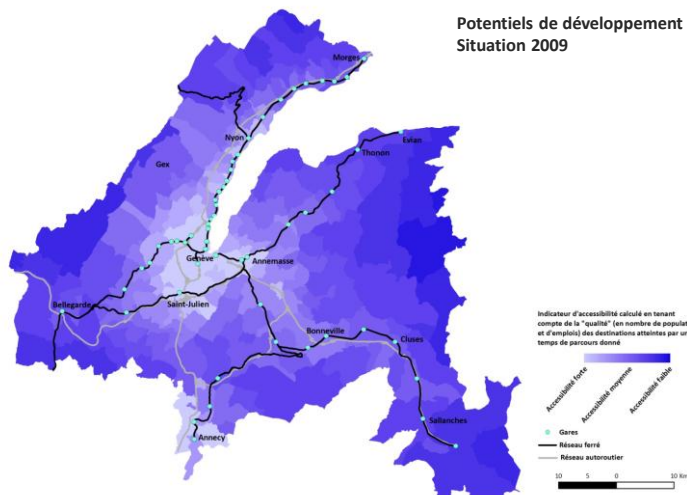 Potentiels de développement
Situation 2009
Morges
Nyon
Evian
Thonon
Gex
Genève
Annemasse
Saint-Julien
Bellegarde
Bonneville
Cluses
Sallanches
Annecy
Indicateur d'accessibilité calculé en tenant
compte de la "qualité" (en nombre de populat
et d'emplois) des destinations atteintes par un
temps de parcours donné
Accessibilité forte
Accessibilité moyenne
Accessibilité faible
Gares
Réseau ferré
Réseau autoroutier
10 5 0 10 Km